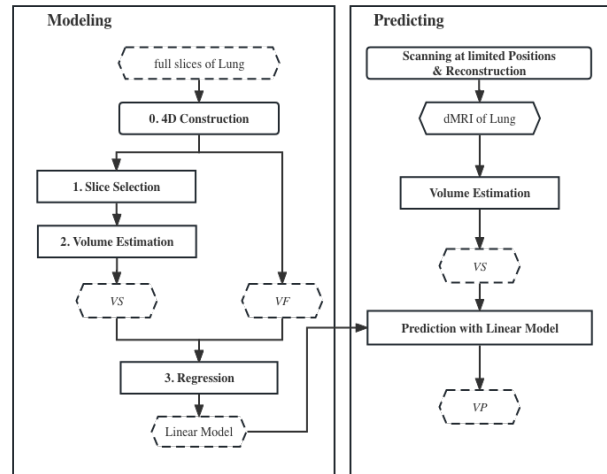 Modeling
full slices of Lung
0. 4D Construction
1. Slice Selection
2. Volume Estimation
VS
VF
3. Regression
Linear Model
Predicting
Scanning at limited Positions
& Reconstruction
dMRI of Lung
Volume Estimation
VS
Prediction with Linear Model
VP